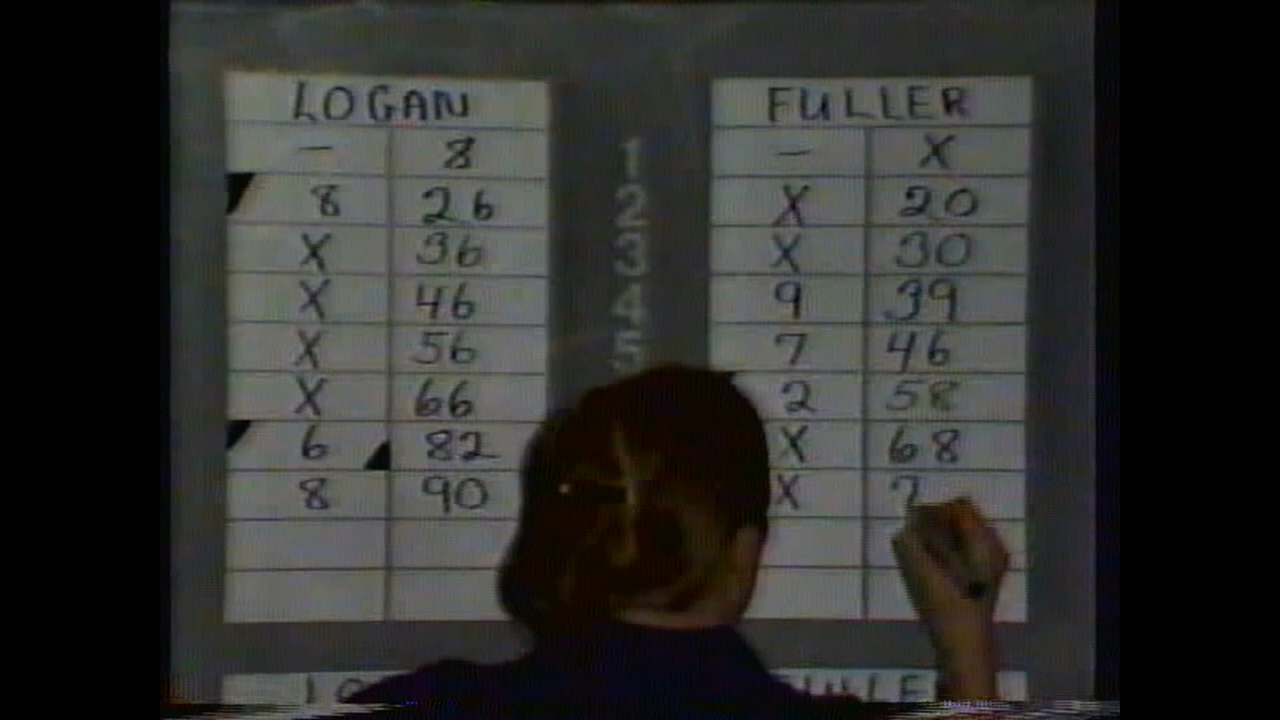 LOGAN FULLER
- 8 1 - X
8 26 2 X 20
X 36 3 X 30
X 46 4 9 39
X 56 5 7 46
X 66 2 58
6 82 X 68
8 90 X 7